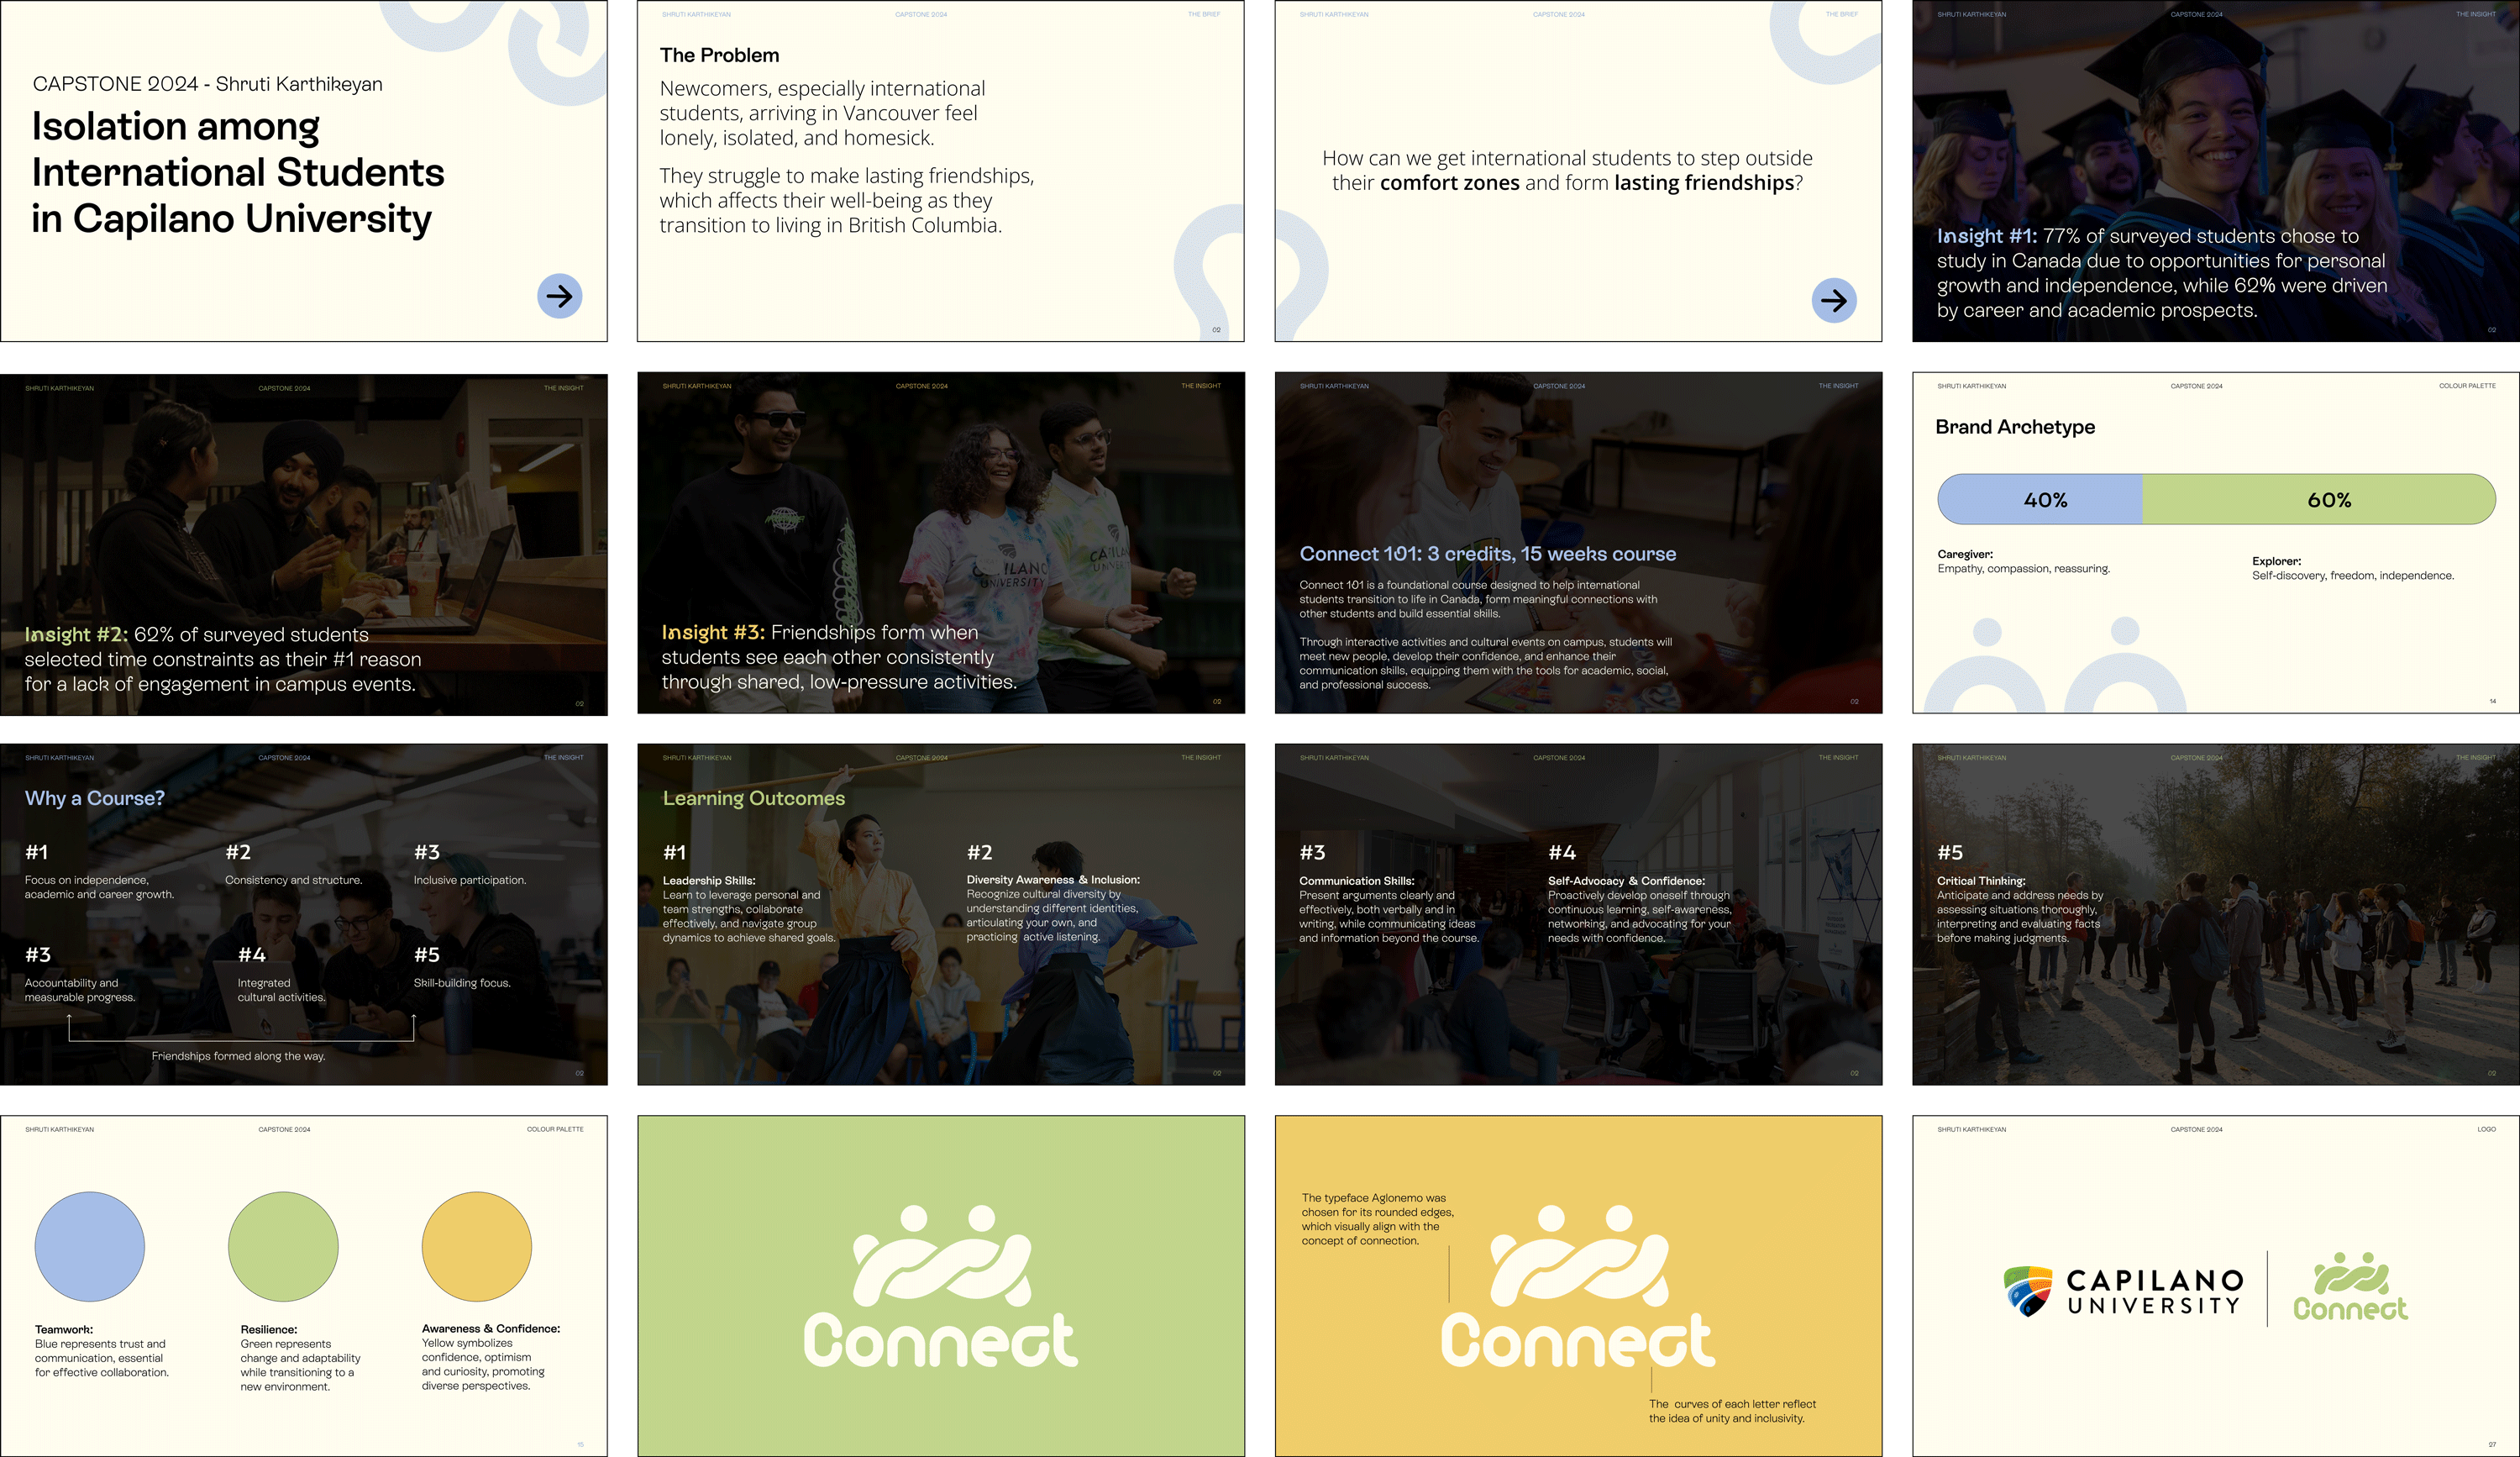 CAPSTONE 2024 - Shruti Karthikeyan
Isolation among
International Students
in Capilano University
SHRUTI KARTHIKEYAN
CAPSTONE 2024
THE BRIEF
The Problem
Newcomers, especially international
students, arriving in Vancouver feel
lonely, isolated, and homesick.
They struggle to make lasting friendships,
which affects their well-being as they
transition to living in British Columbia.
02
SHRUTI KARTHIKEYAN
CAPSTONE 2024
THE BRIEF
How can we get international students to step outside
their comfort zones and form lasting friendships?
SHRUTI KARTHIKEYAN
CAPSTONE 2024
THE INSIGHT
Insight #1: 77% of surveyed students chose to
study in Canada due to opportunities for personal
growth and independence, while 62% were driven
by career and academic prospects.
02
SHRUTI KARTHIKEYAN
CAPSTONE 2024
THE INSIGHT
Insight #2: 62% of surveyed students
selected time constraints as their #1 reason
for a lack of engagement in campus events.
02
SHRUTI KARTHIKEYAN
CAPSTONE 2024
THE INSIGHT
CAPILANO
UNIVERSITY
Insight #3: Friendships form when
students see each other consistently
through shared, low-pressure activities.
02
SHRUTI KARTHIKEYAN
CAPSTONE 2024
THE INSIGHT
Connect 101: 3 credits, 15 weeks course
Connect 101 is a foundational course designed to help international
students transition to life in Canada, form meaningful connections with
other students and build essential skills.
Through interactive activities and cultural events on campus, students will
meet new people, develop their confidence, and enhance their
communication skills, equipping them with the tools for academic, social,
and professional success.
02
SHRUTI KARTHIKEYAN
CAPSTONE 2024
COLOUR PALETTE
Brand Archetype
40%
60%
Caregiver:
Empathy, compassion, reassuring.
Explorer:
Self-discovery, freedom, independence.
14
SHRUTI KARTHIKEYAN
CAPSTONE 2024
THE INSIGHT
Why a Course?
#1
Focus on independence,
academic and career growth.
#2
Consistency and structure.
#3
Inclusive participation.
#3
Accountability and
measurable progress.
#4
Integrated
cultural activities.
#5
Skill-building focus.
Friendships formed along the way.
02
SHRUTI KARTHIKEYAN
CAPSTONE 2024
THE INSIGHT
Learning Outcomes
#1
Leadership Skills:
Learn to leverage personal and
team strengths, collaborate
effectively, and navigate group
dynamics to achieve shared goals.
#2
Diversity Awareness & Inclusion:
Recognize cultural diversity by
understanding different identities,
articulating your own, and
practicing  active listening.
02
SHRUTI KARTHIKEYAN
CAPSTONE 2024
THE INSIGHT
#3
Communication Skills:
Present arguments clearly and
effectively, both verbally and in
writing, while communicating ideas
and information beyond the course.
#4
Self-Advocacy & Confidence:
Proactively develop oneself through
continuous learning, self-awareness,
networking, and advocating for your
needs with confidence.
02
SHRUTI KARTHIKEYAN
CAPSTONE 2024
THE INSIGHT
#5
Critical Thinking:
Anticipate and address needs by
assessing situations thoroughly,
interpreting and evaluating facts
before making judgments.
02
SHRUTI KARTHIKEYAN
CAPSTONE 2024
COLOUR PALETTE
Teamwork:
Blue represents trust and
communication, essential
for effective collaboration.
Resilience:
Green represents
change and adaptability
while transitioning to a
new environment.
Awareness & Confidence:
Yellow symbolizes
confidence, optimism
and curiosity, promoting
diverse perspectives.
15
Connect
The typeface Aglonemo was
chosen for its rounded edges,
which visually align with the
concept of connection.
Connect
The  curves of each letter reflect
the idea of unity and inclusivity.
SHRUTI KARTHIKEYAN
CAPSTONE 2024
LOGO
CAPILANO
UNIVERSITY
Connect
27